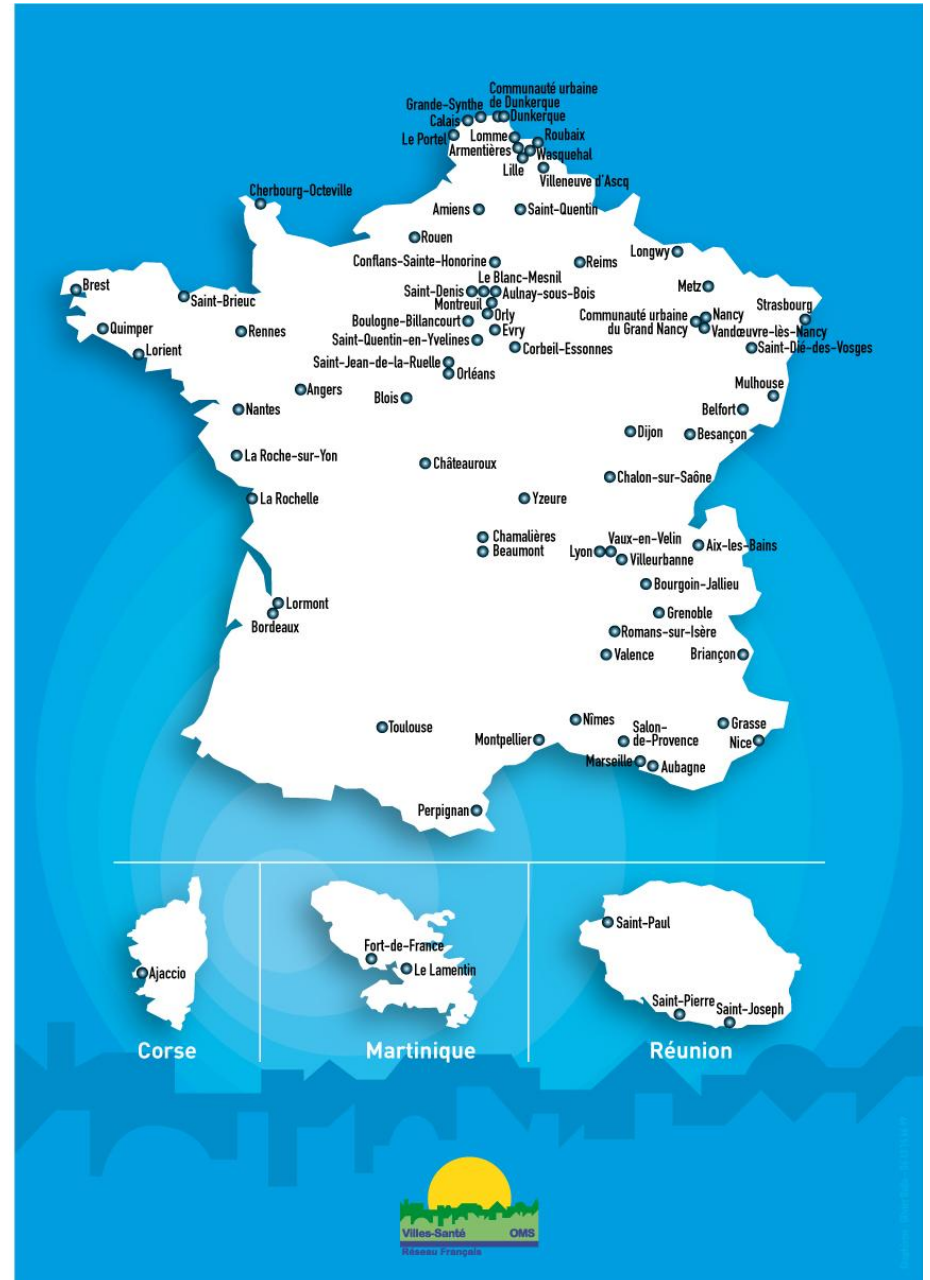 Communauté urbaine
de Dunkerque
Grande-Synthe
Dunkerque
Calais
Le Portel
Lomme
Roubaix
Armentières
Wasquehal
Lille
Villeneuve d'Ascq
Cherbourg-Octeville
Amiens
Saint-Quentin
Rouen
Longwy
Conflans-Sainte-Honorine
Reims
Le Blanc-Mesnil
Brest
Saint-Brieuc
Saint-Denis
Aulnay-sous-Bois
Metz
Montreuil
Strasbourg
Orly
Nancy
Communauté urbaine
du Grand Nancy
Boulogne-Billancourt
Quimper
Rennes
Evry
Vandœuvre-lès-Nancy
Saint-Quentin-en-Yvelines
Corbeil-Essonnes
Saint-Dié-des-Vosges
Lorient
Saint-Jean-de-la-Ruelle
Orléans
Mulhouse
Angers
Blois
Nantes
Belfort
Dijon
Besançon
La Roche-sur-Yon
Châteauroux
Chalon-sur-Saône
La Rochelle
Yzeure
Chamalières
Vaux-en-Velin
Beaumont
Lyon
Aix-les-Bains
Villeurbanne
Bourgoin-Jallieu
Lormont
Bordeaux
Grenoble
Romans-sur-Isère
Valence
Briançon
Nîmes
Grasse
Toulouse
Salon-
de-Provence
Montpellier
Nice
Marseille
Aubagne
Perpignan
Saint-Paul
Fort-de-France
Ajaccio
Le Lamentin
Saint-Pierre
Saint-Joseph
Corse
Martinique
Réunion
Villes-Santé OMS
Réseau Français